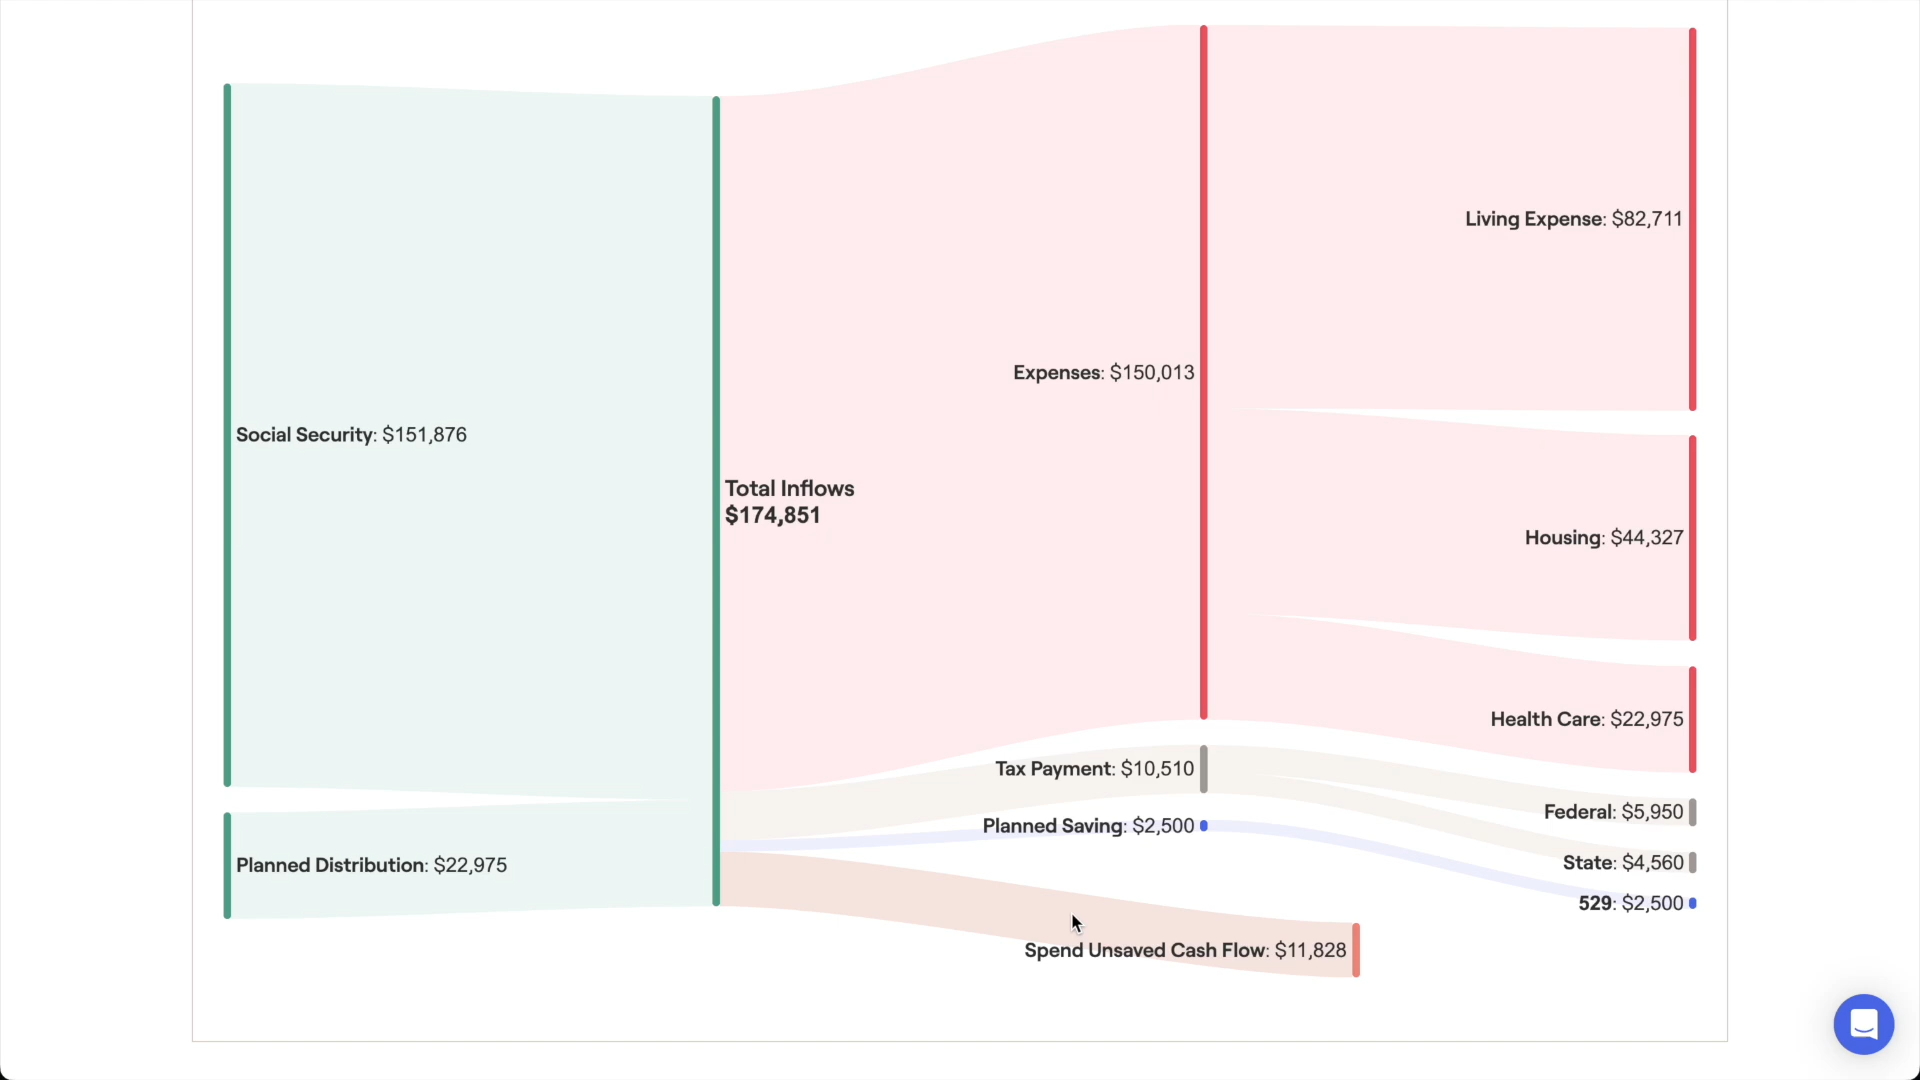 Social Security: $151,876
Planned Distribution: $22,975
Total Inflows
$174,851
Expenses: $150,013
Tax Payment: $10,510
Planned Saving: $2,500
Spend Unsaved Cash Flow: $11,828
Living Expense: $82,711
Housing: $44,327
Health Care: $22,975
Federal: $5,950
State: $4,560
529: $2,500